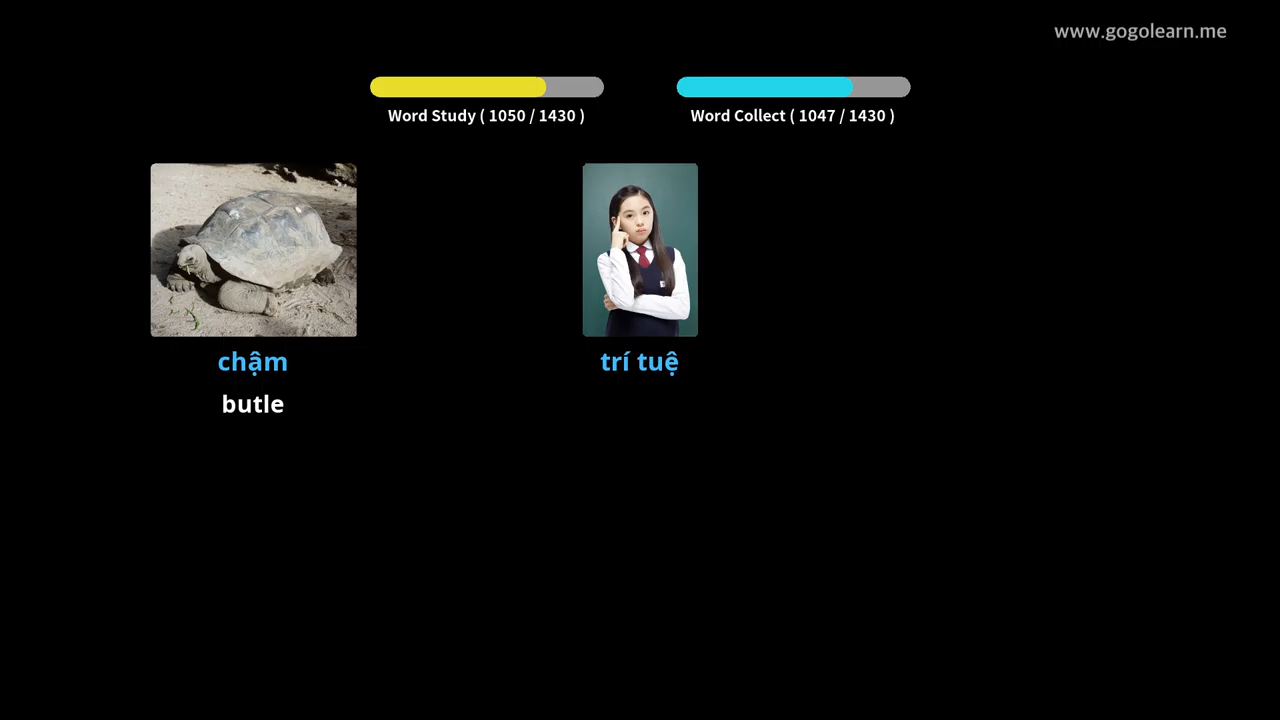 www.gogolearn.me
Word Study ( 1050 / 1430 )
Word Collect ( 1047 / 1430 )
chậm
trí tuệ
butle